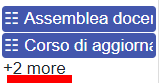 Assemblea docen
Corso di aggiorna
+2 more